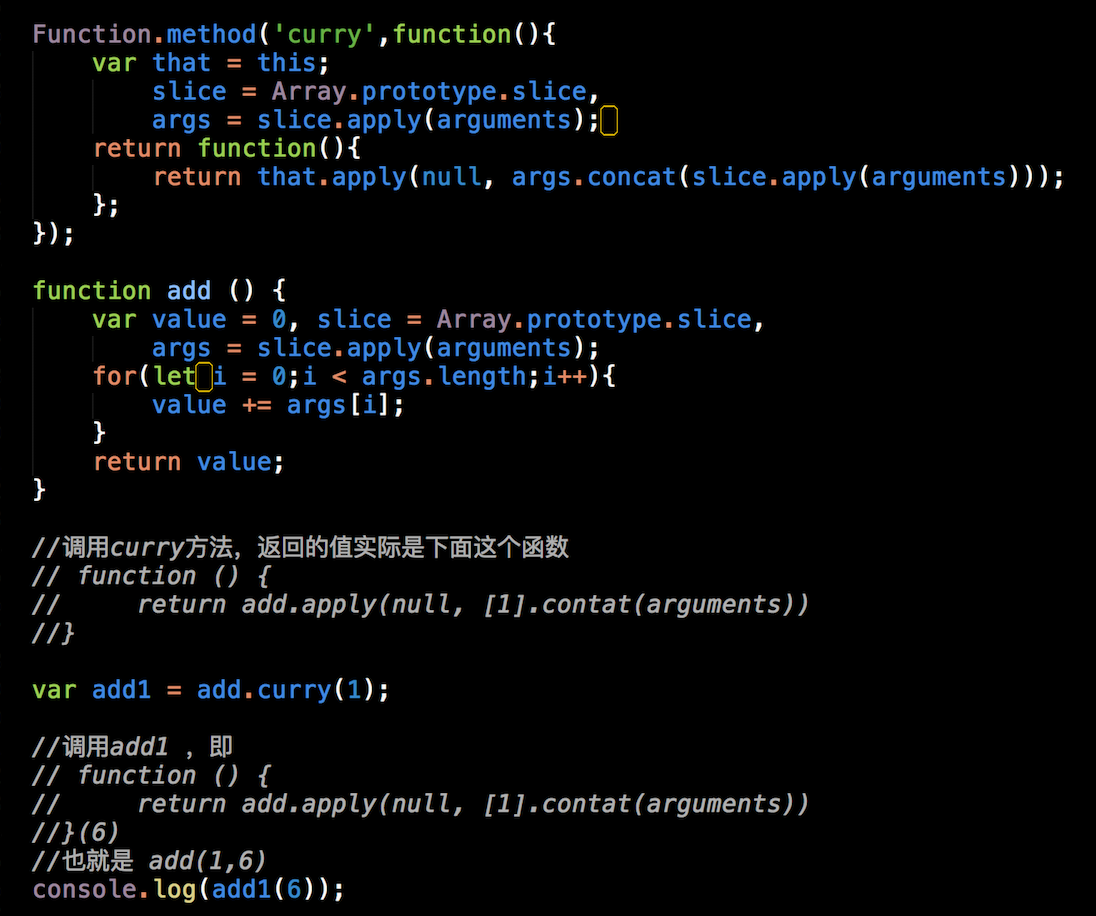 Function.method('curry',function(){
    var that = this;
        slice = Array.prototype.slice,
        args = slice.apply(arguments);
    return function(){
        return that.apply(null, args.concat(slice.apply(arguments)));
    };
});

function add () {
    var value = 0, slice = Array.prototype.slice,
        args = slice.apply(arguments);
    for(let i = 0;i < args.length;i++){
        value += args[i];
    }
    return value;
}

//调用curry方法，返回的值实际是下面这个函数
// function () {
//     return add.apply(null, [1].contat(arguments))
//}

var add1 = add.curry(1);

//调用add1 ，即
// function () {
//     return add.apply(null, [1].contat(arguments))
//}(6)
//也就是 add(1,6)
console.log(add1(6));